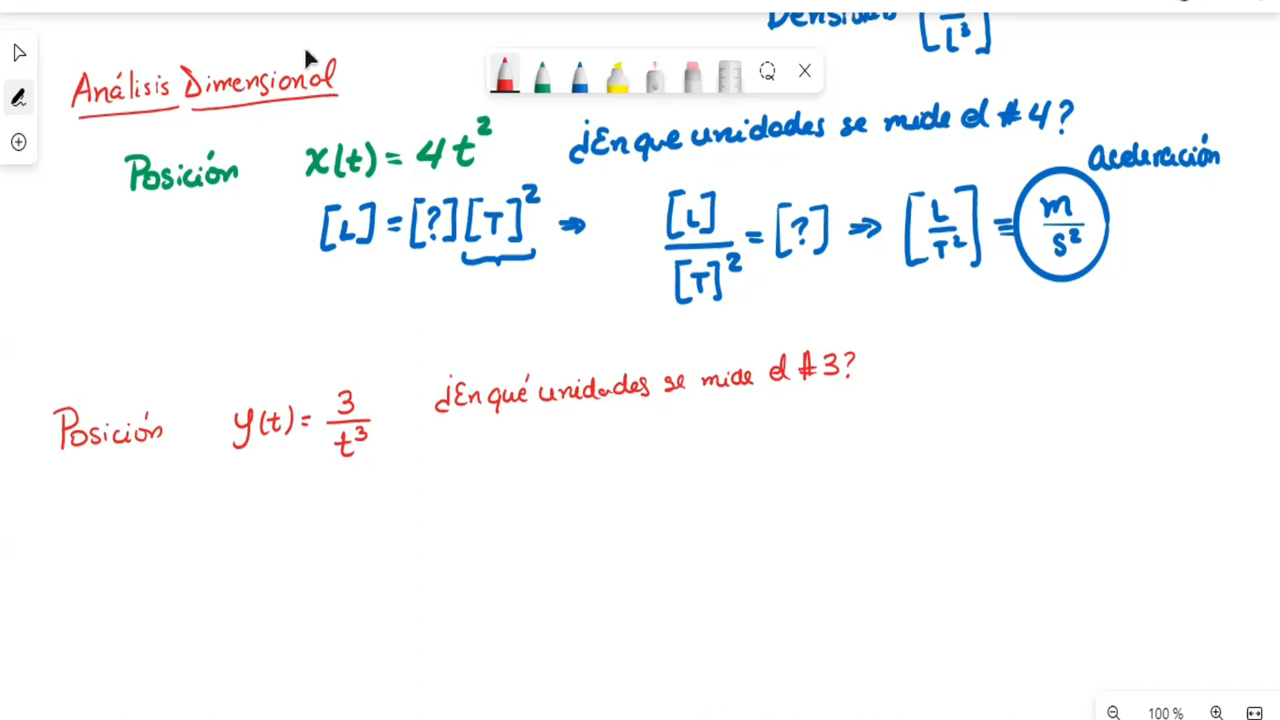 Densidad [ / L³]
Análisis Dimensional
¿En que unidades se mide el #4?
Posición x(t) = 4t²
aceleración
[L] = [?][T]² ⇒ [L]/[T]² = [?] ⇒ [L/T²] ≡ m/s²
¿En qué unidades se mide el #3?
Posición y(t) = 3/t³
100 %